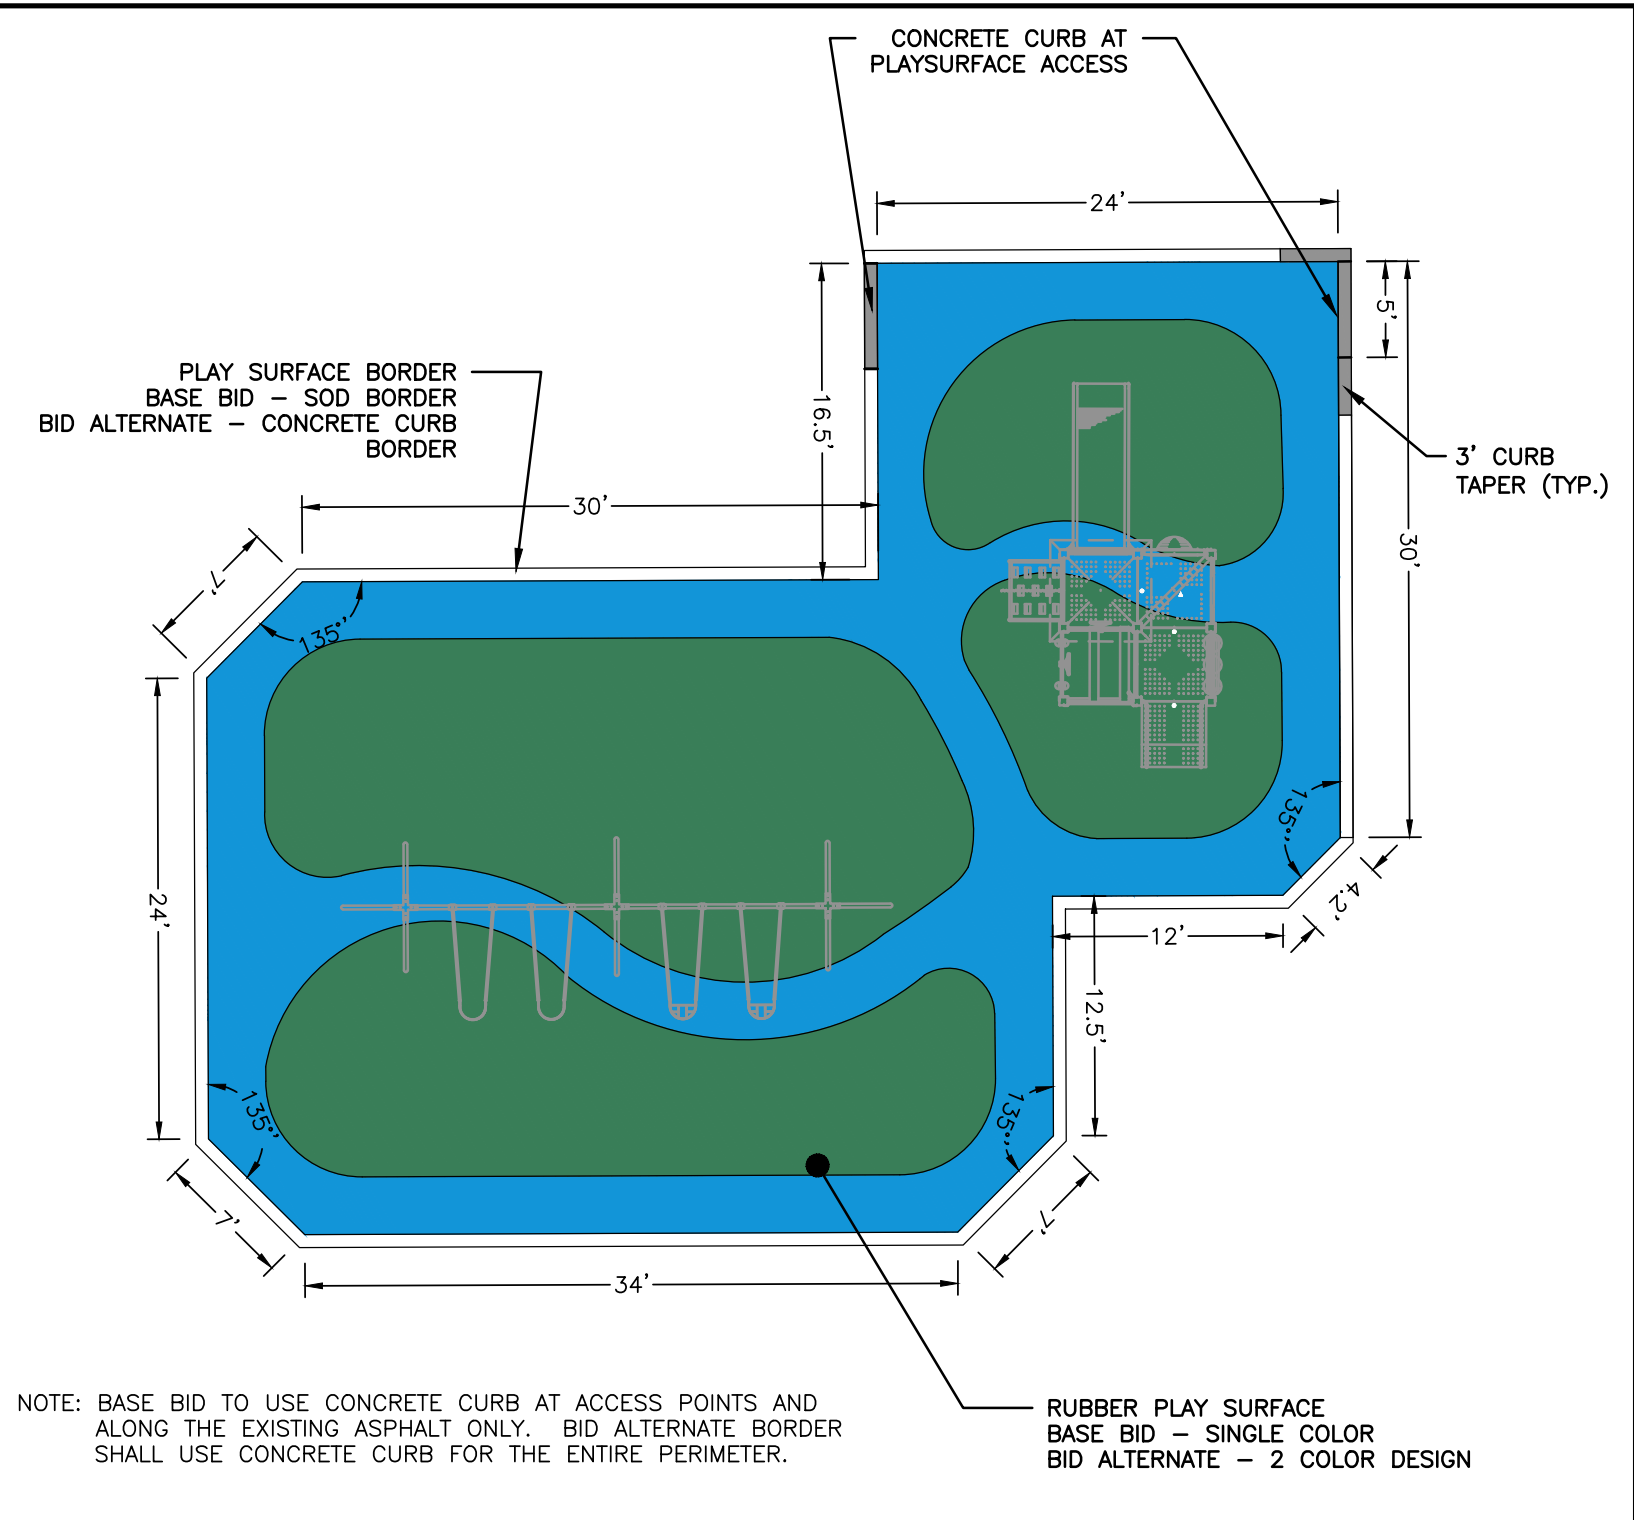 CONCRETE CURB AT
PLAYSURFACE ACCESS
24'
5'
PLAY SURFACE BORDER
BASE BID – SOD BORDER
BID ALTERNATE – CONCRETE CURB
BORDER
16.5'
3' CURB
TAPER (TYP.)
30'
30'
7'
135°'
24'
135°'
4.2'
12'
12.5'
135°'
135°'
7'
7'
34'
NOTE: BASE BID TO USE CONCRETE CURB AT ACCESS POINTS AND
ALONG THE EXISTING ASPHALT ONLY. BID ALTERNATE BORDER
SHALL USE CONCRETE CURB FOR THE ENTIRE PERIMETER.
RUBBER PLAY SURFACE
BASE BID – SINGLE COLOR
BID ALTERNATE – 2 COLOR DESIGN